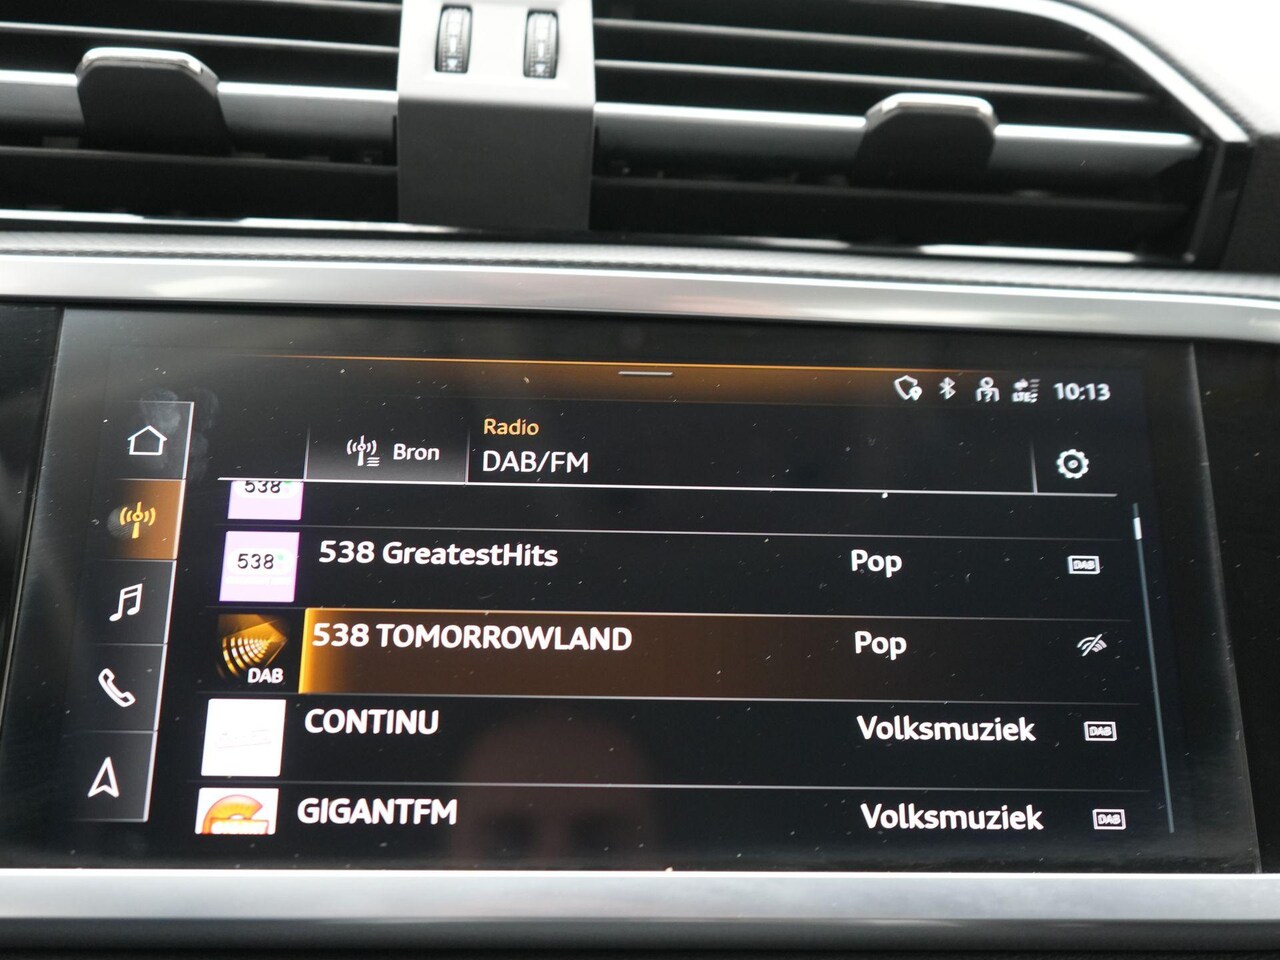 LTE
10:13
Bron
Radio
DAB/FM
538
538
538 GreatestHits
Pop
DAB
DAB
538 TOMORROWLAND
Pop
CONTINU
Volksmuziek
DAB
GIGANTFM
Volksmuziek
DAB